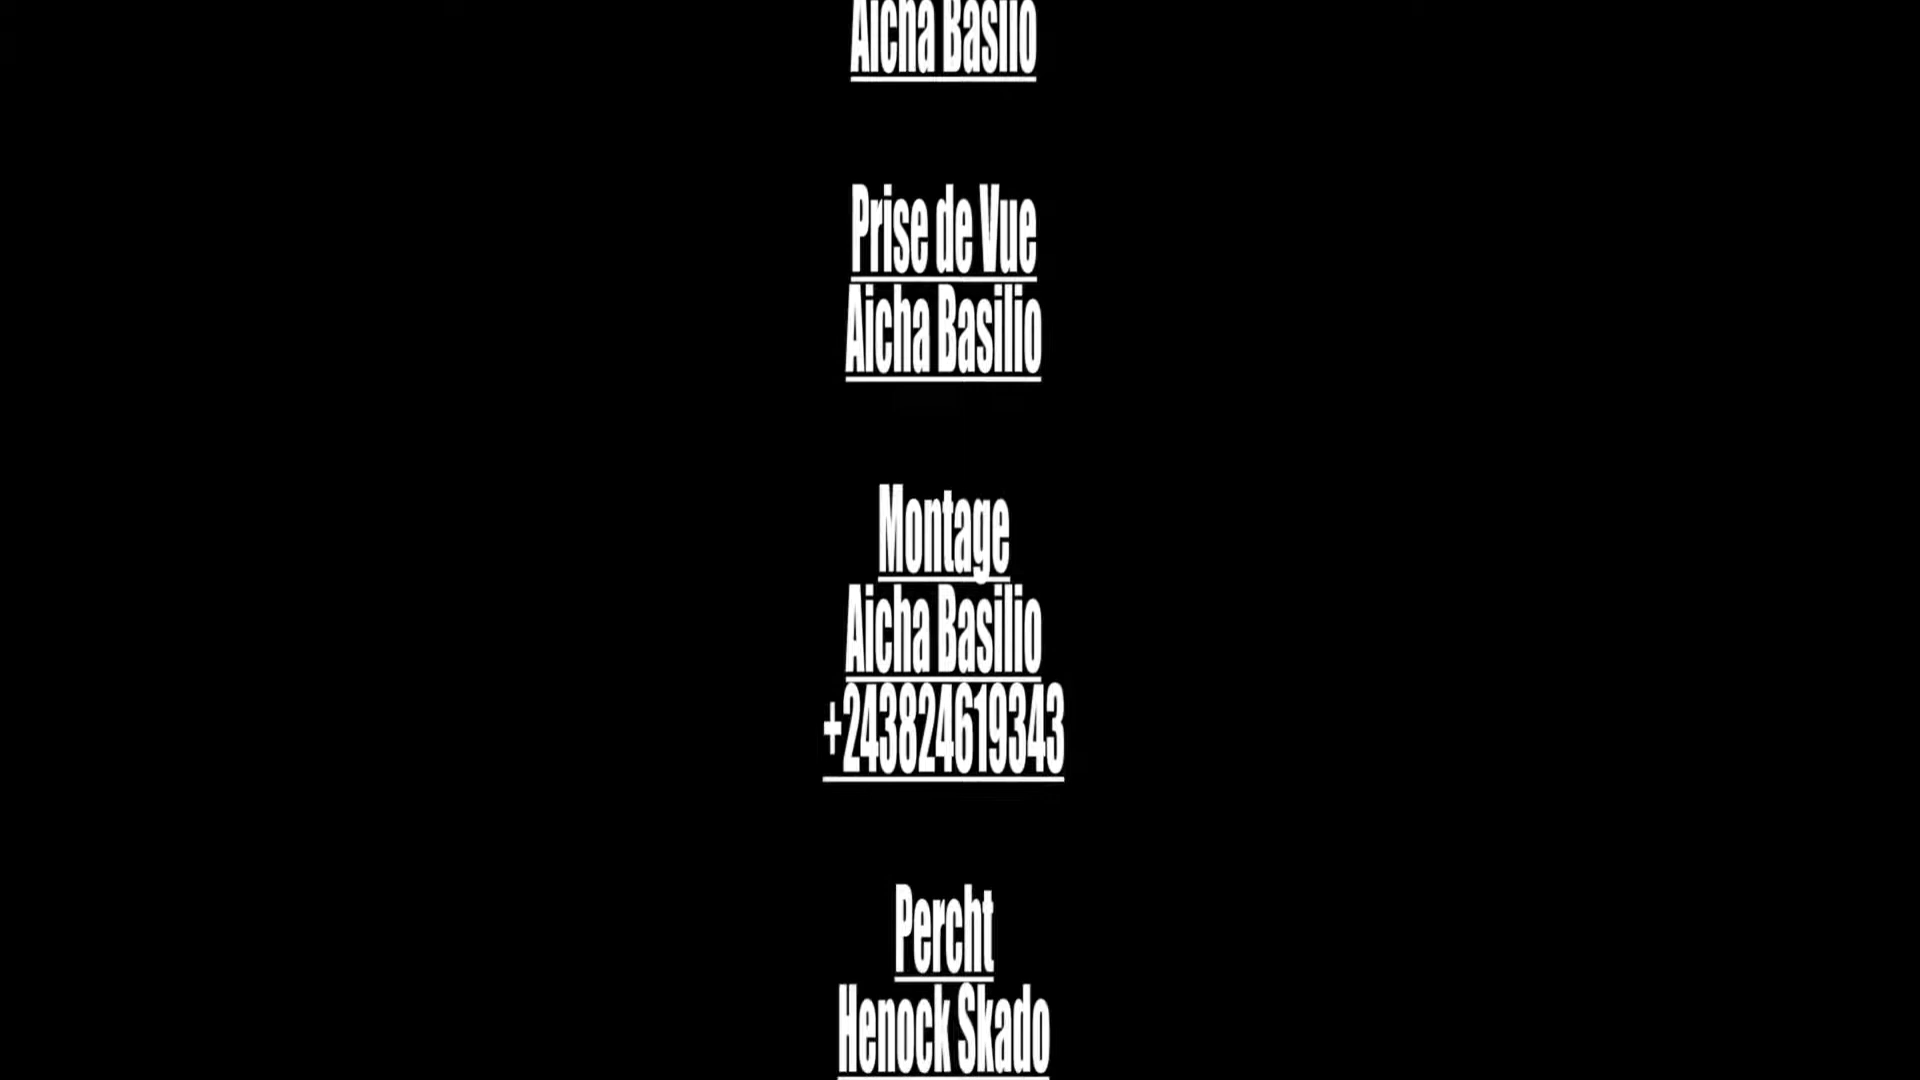 Aicha Basilio
Prise de Vue
Aicha Basilio
Montage
Aicha Basilio
+243824619343
Percht
Henock Skado